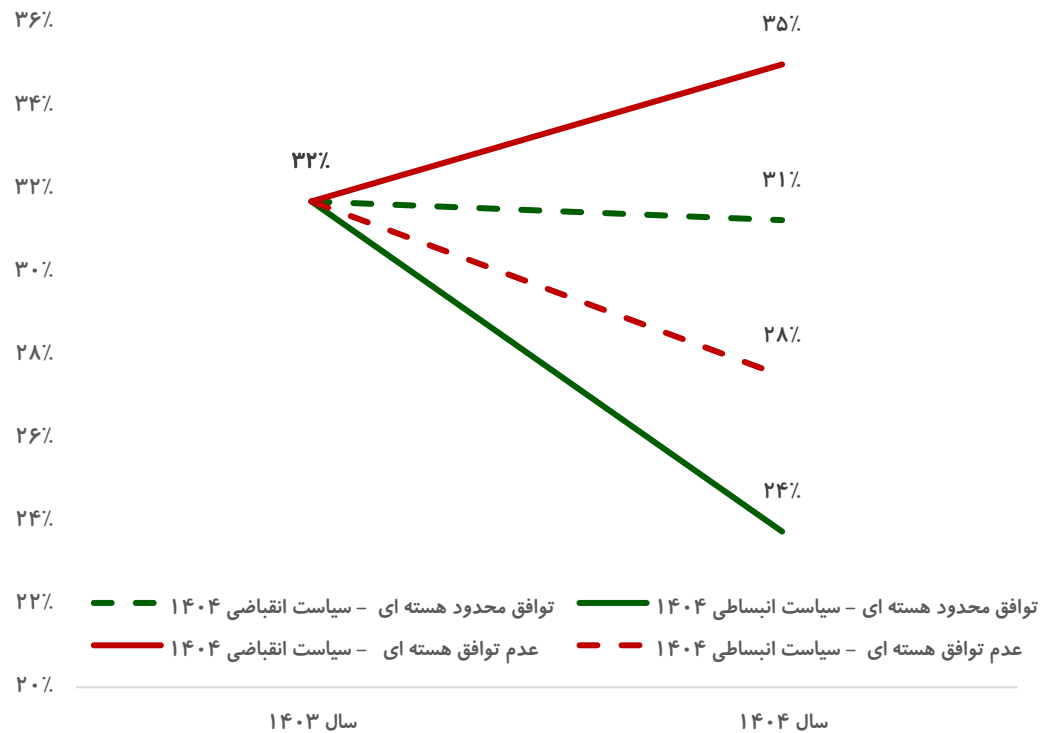 ۳۶٪
۳۴٪
۳۲٪
۳۰٪
۲۸٪
۲۶٪
۲۴٪
۲۲٪
۲۰٪
۳۵٪
۳۲٪
۳۱٪
۲۸٪
۲۴٪
توافق محدود هسته ای - سیاست انبساطی ۱۴۰۴
توافق محدود هسته ای - سیاست انقباضی ۱۴۰۴
عدم توافق هسته ای - سیاست انبساطی ۱۴۰۴
عدم توافق هسته ای - سیاست انقباضی ۱۴۰۴
سال ۱۴۰۳
سال ۱۴۰۴